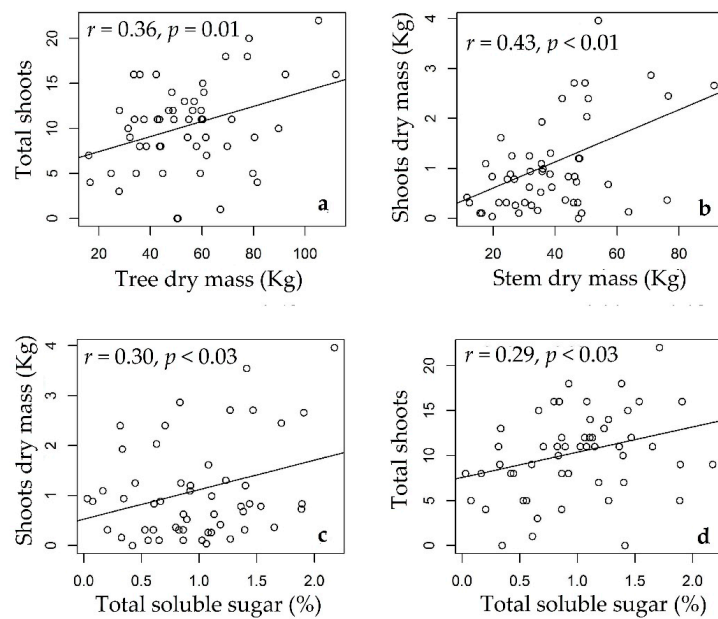 r = 0.36, p = 0.01
Total shoots
20
15
10
5
0
a
20 40 60 80 100
Tree dry mass (Kg)
r = 0.43, p < 0.01
Shoots dry mass (Kg)
4
3
2
1
0
b
20 40 60 80
Stem dry mass (Kg)
r = 0.30, p < 0.03
Shoots dry mass (Kg)
4
3
2
1
0
c
0.0 0.5 1.0 1.5 2.0
Total soluble sugar (%)
r = 0.29, p < 0.03
Total shoots
20
15
10
5
0
d
0.0 0.5 1.0 1.5 2.0
Total soluble sugar (%)